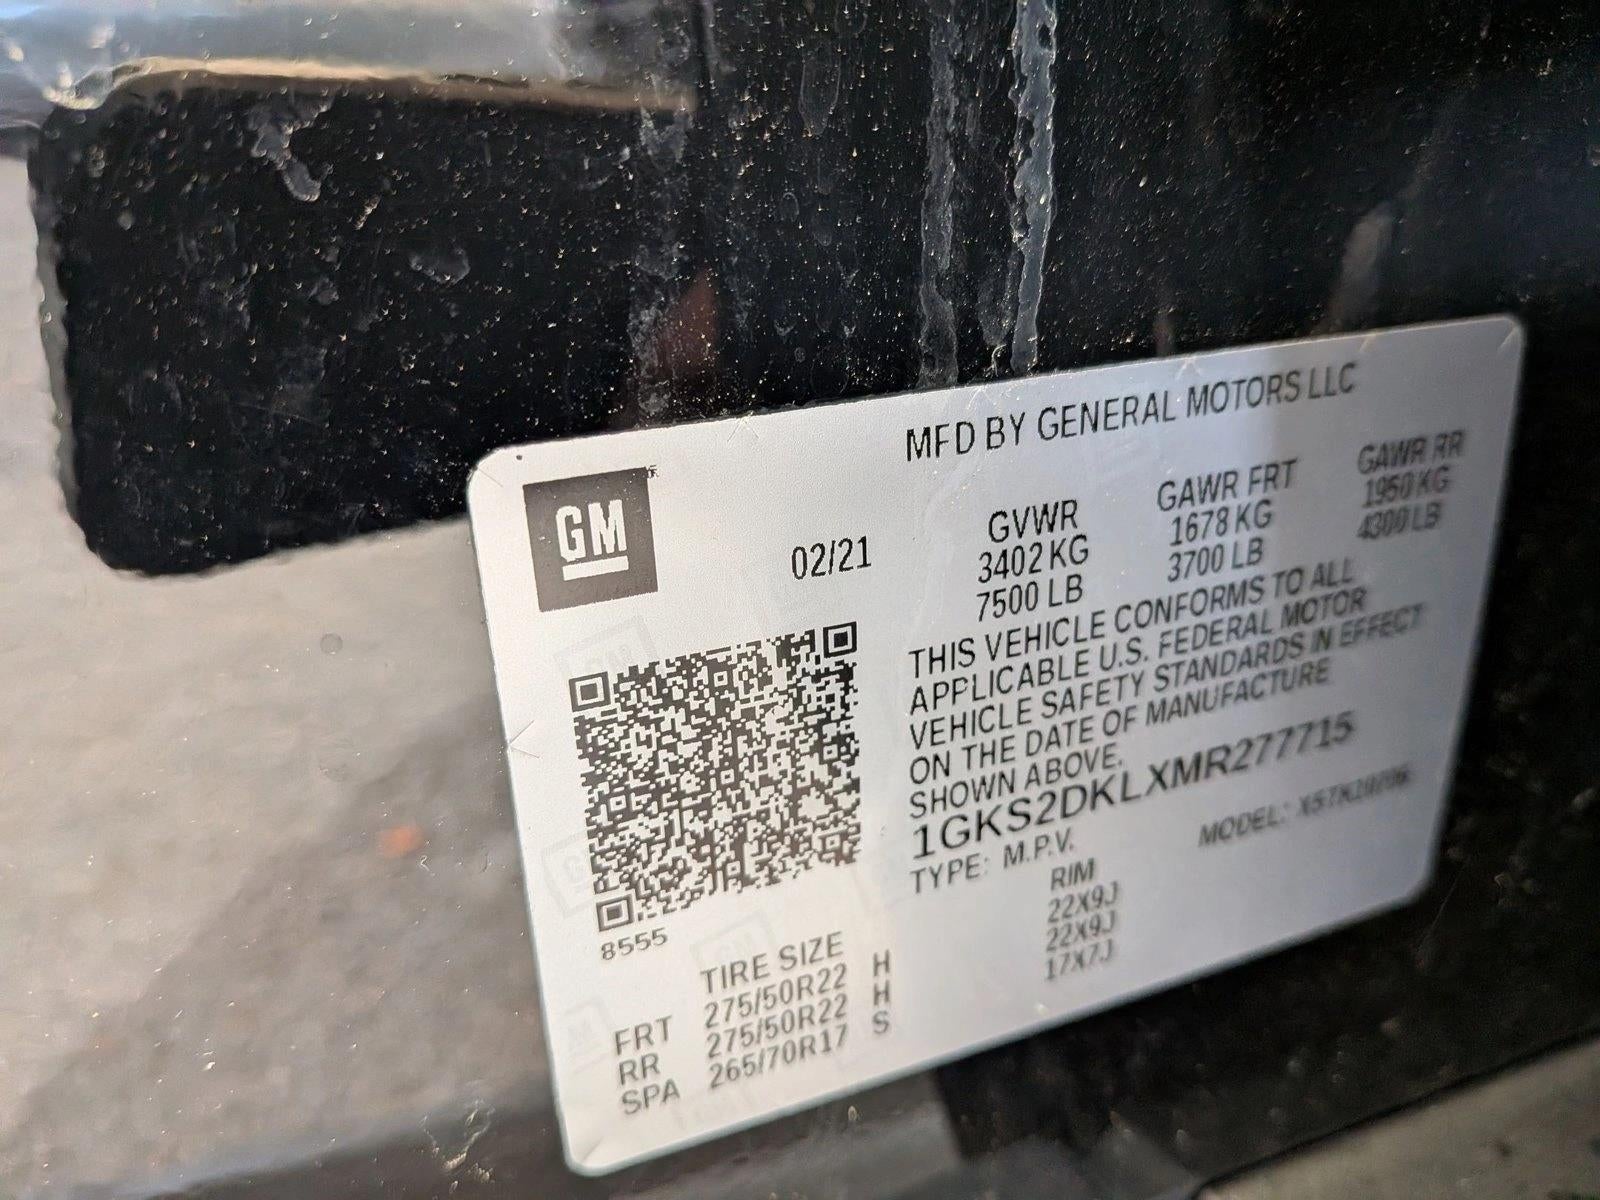 MFD BY GENERAL MOTORS LLC
GM
02/21
GVWR GAWR FRT GAWR RR
3402 KG 1678 KG 1950 KG
7500 LB 3700 LB 4300 LB
THIS VEHICLE CONFORMS TO ALL
APPLICABLE U.S. FEDERAL MOTOR
VEHICLE SAFETY STANDARDS IN EFFECT
ON THE DATE OF MANUFACTURE
SHOWN ABOVE.
1GKS2DKLXMR277715
TYPE: M.P.V. MODEL:
8555
TIRE SIZE RIM
FRT 275/50R22 H 22X9J
RR 275/50R22 H 22X9J
SPA 265/70R17 S 17X7J